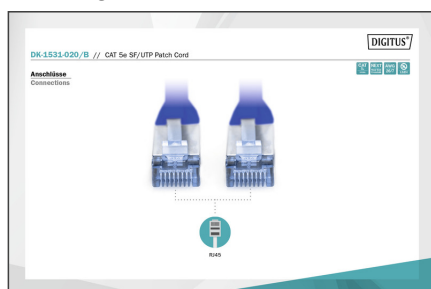 DIGITUS®
DK-1531-020/B // CAT 5e SF/UTP Patch Cord
Anschlüsse
Connections
RJ45